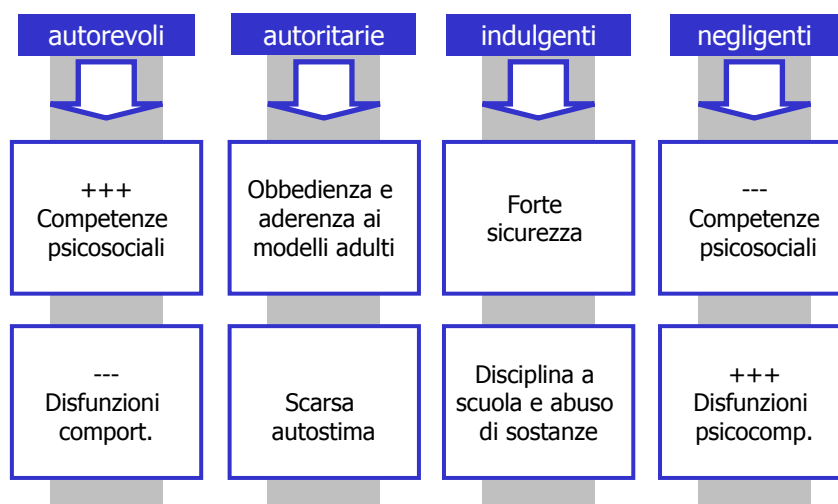 autorevoli
autoritarie
indulgenti
negligenti
+++
Competenze
psicosociali
Obbedienza e
aderenza ai
modelli adulti
Forte
sicurezza
---
Competenze
psicosociali
---
Disfunzioni
comport.
Scarsa
autostima
Disciplina a
scuola e abuso
di sostanze
+++
Disfunzioni
psicocomp.